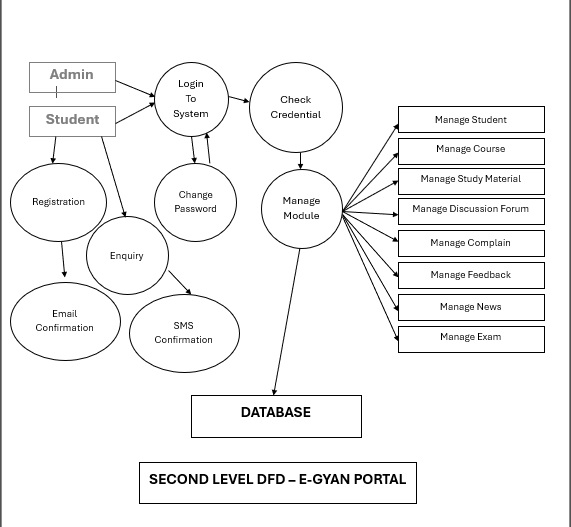 Admin
Student
Login
To
System
Check
Credential
Registration
Change
Password
Manage
Module
Enquiry
Email
Confirmation
SMS
Confirmation
Manage Student
Manage Course
Manage Study Material
Manage Discussion Forum
Manage Complain
Manage Feedback
Manage News
Manage Exam
DATABASE
SECOND LEVEL DFD – E-GYAN PORTAL